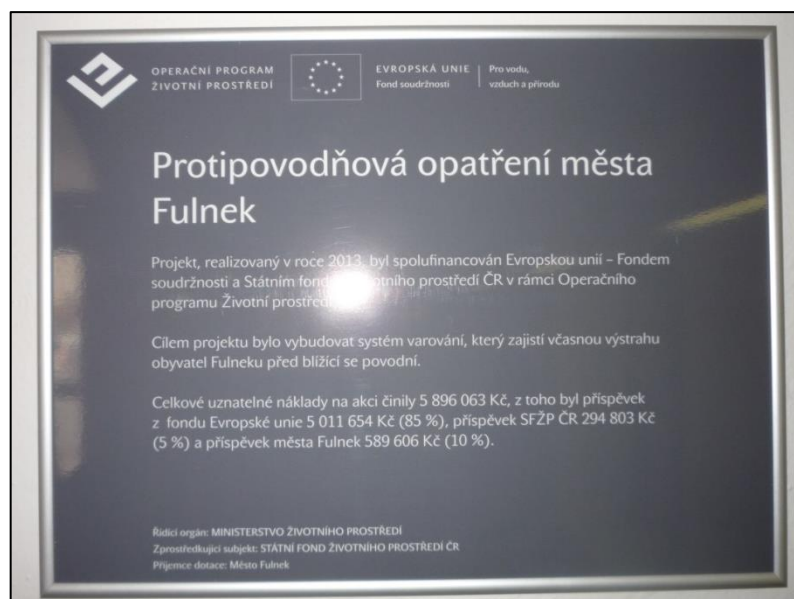 OPERAČNÍ PROGRAM
ŽIVOTNÍ PROSTŘEDÍ
EVROPSKÁ UNIE
Fond soudržnosti
Pro vodu,
vzduch a přírodu
Protipovodňová opatření města
Fulnek
Projekt, realizovaný v roce 2013, byl spolufinancován Evropskou unií – Fondem
soudržnosti a Státním životního prostředí ČR v rámci Operačního
programu Životní
Cílem projektu bylo vybudovat systém varování, který zajistí včasnou výstrahu
obyvatel Fulneku před blížící se povodní.
Celkové uznatelné náklady na akci činily 5 896 063 Kč, z toho byl příspěvek
z fondu Evropské unie 5 011 654 Kč (85 %), příspěvek SFŽP ČR 294 803 Kč
(5 %) a příspěvek města Fulnek 589 606 Kč (10 %).
Řídící orgán: MINISTERSTVO ŽIVOTNÍHO PROSTŘEDÍ
Zprostředkující subjekt: STÁTNÍ FOND ŽIVOTNÍHO PROSTŘEDÍ ČR
Příjemce dotace: Město Fulnek